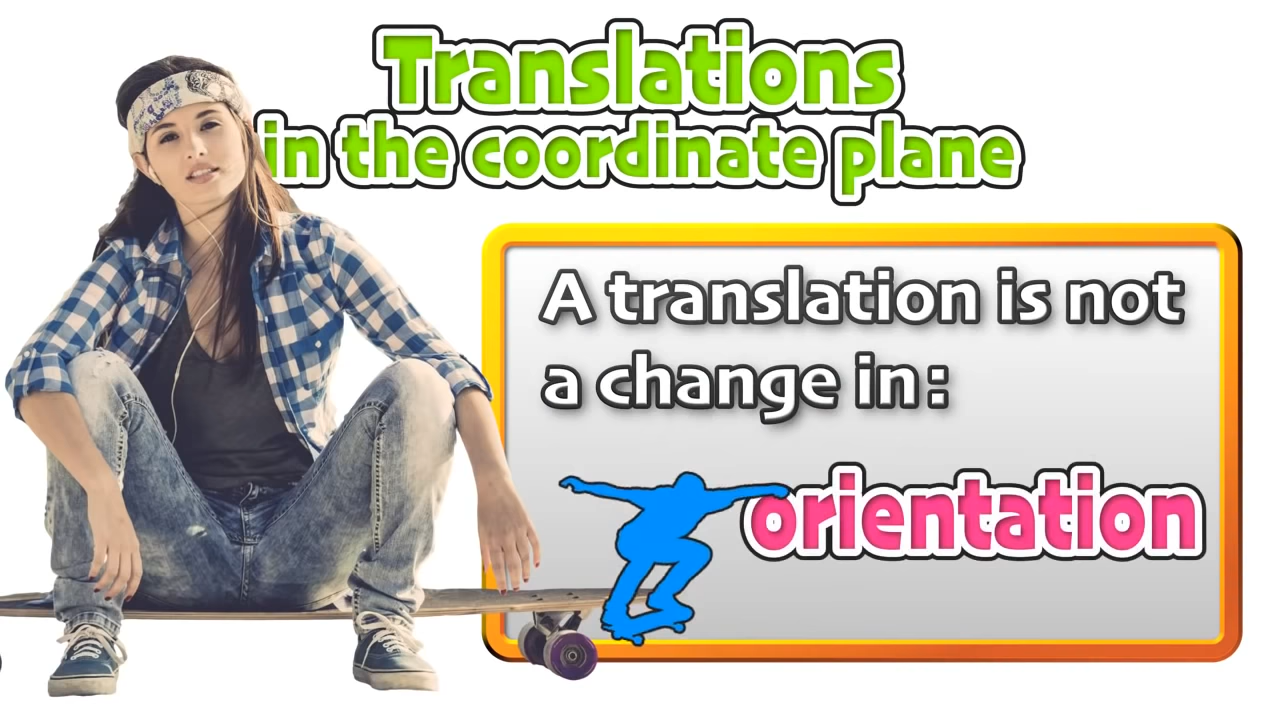 Translations
in the coordinate plane
A translation is not
a change in:
orientation